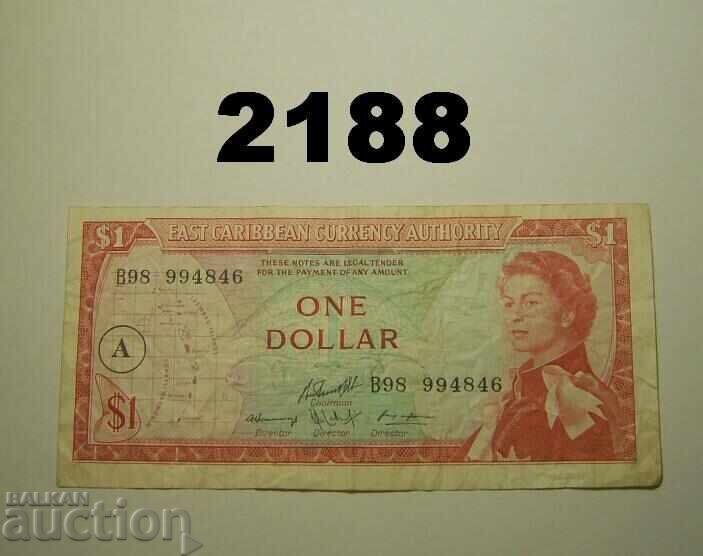 2188
$1 EAST CARIBBEAN CURRENCY AUTHORITY $1
THESE NOTES ARE LEGAL TENDER
FOR THE PAYMENT OF ANY AMOUNT
B98 994846
ONE
DOLLAR
A
B98 994846
Chairman
$1
Director Director Director
BALKAN
auction